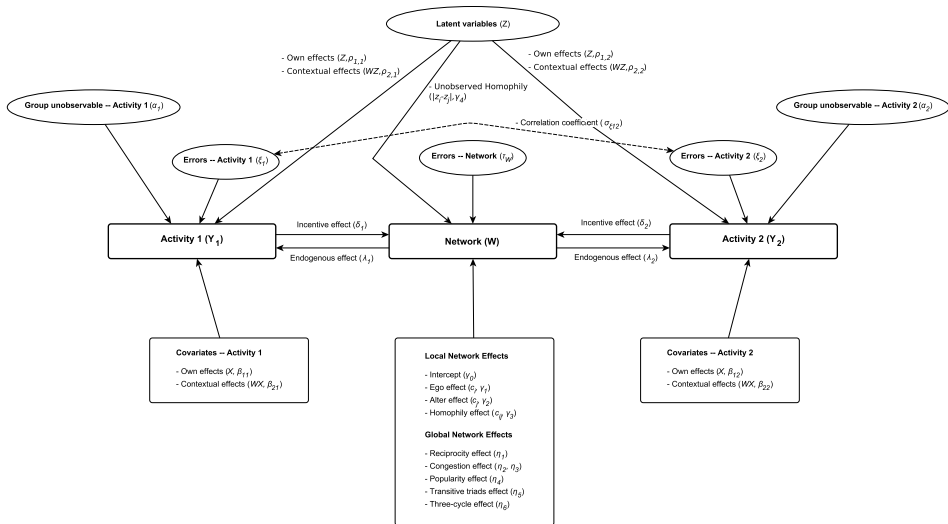 Latent variables (Z)
- Own effects (Z,ρ1,1)
- Contextual effects (WZ,ρ2,1)
- Own effects (Z,ρ1,2)
- Contextual effects (WZ,ρ2,2)
- Unobserved Homophily
(|zi-zj|,γ4)
Group unobservable -- Activity 1 (α1)
Group unobservable -- Activity 2 (α2)
- Correlation coefficient (σξ12)
Errors -- Activity 1 (ξ1)
Errors -- Network (τW)
Errors -- Activity 2 (ξ2)
Incentive effect (δ1)
Incentive effect (δ2)
Activity 1 (Y1)
Network (W)
Activity 2 (Y2)
Endogenous effect (λ1)
Endogenous effect (λ2)
Covariates -- Activity 1
- Own effects (X, β11)
- Contextual effects (WX, β21)
Local Network Effects
- Intercept (γ0)
- Ego effect (ci, γ1)
- Alter effect (cj, γ2)
- Homophily effect (cij, γ3)
Global Network Effects
- Reciprocity effect (η1)
- Congestion effect (η2, η3)
- Popularity effect (η4)
- Transitive triads effect (η5)
- Three-cycle effect (η6)
Covariates -- Activity 2
- Own effects (X, β12)
- Contextual effects (WX, β22)